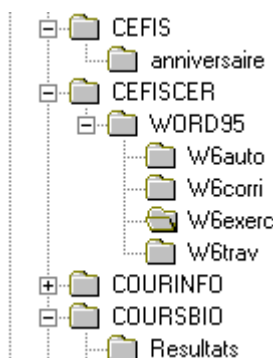 CEFIS
anniversaire
CEFISCER
WORD95
W6auto
W6corri
W6exerc
W6trav
COURINFO
COURSBIO
Resultats